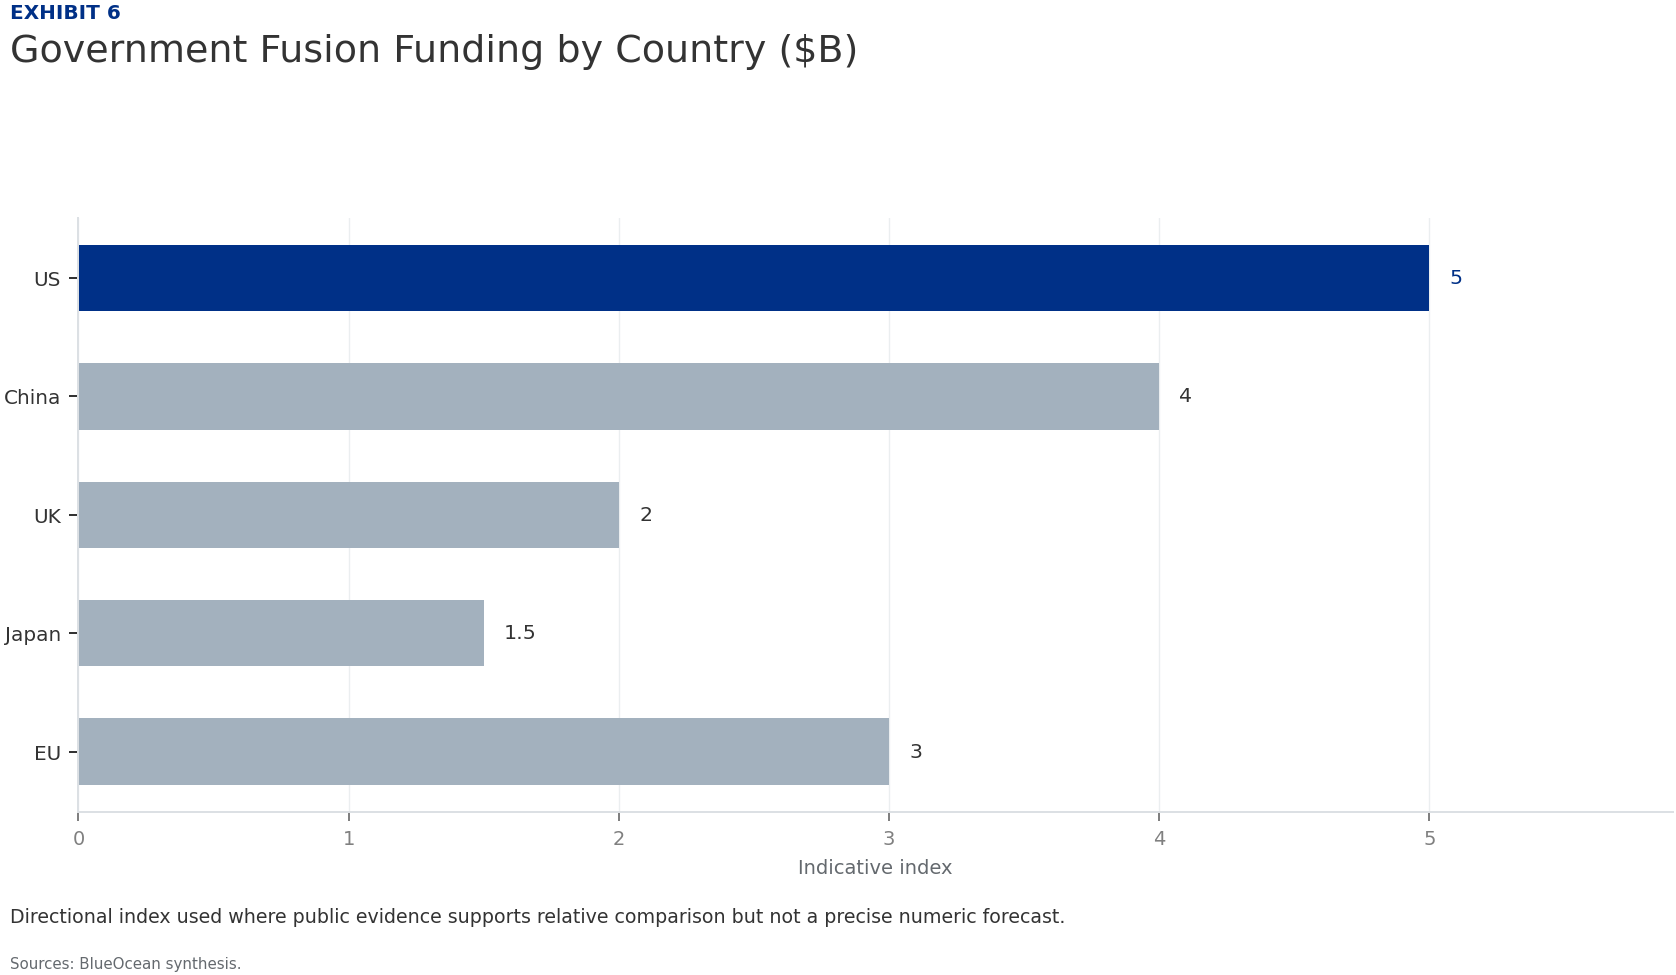 EXHIBIT 6
Government Fusion Funding by Country ($B)
US
5
China
4
UK
2
Japan
1.5
EU
3
0 1 2 3 4 5
Indicative index
Directional index used where public evidence supports relative comparison but not a precise numeric forecast.
Sources: BlueOcean synthesis.